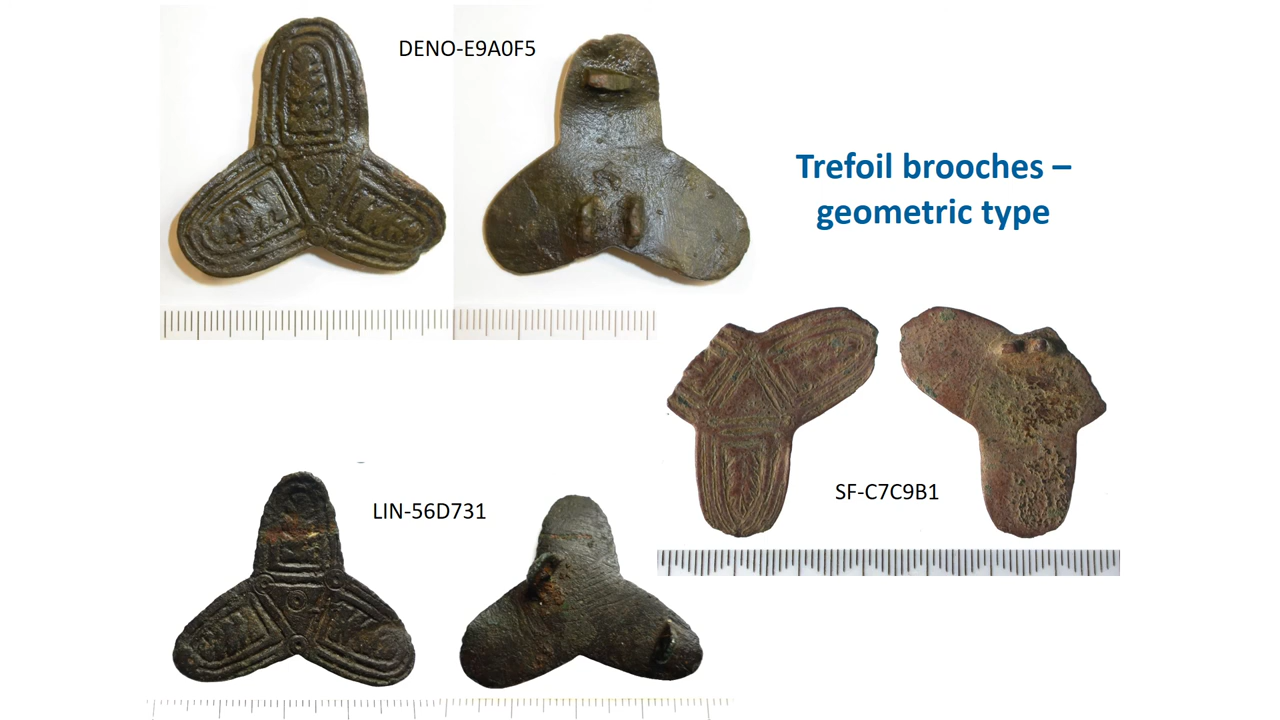 DENO-E9A0F5
Trefoil brooches –
geometric type
SF-C7C9B1
LIN-56D731